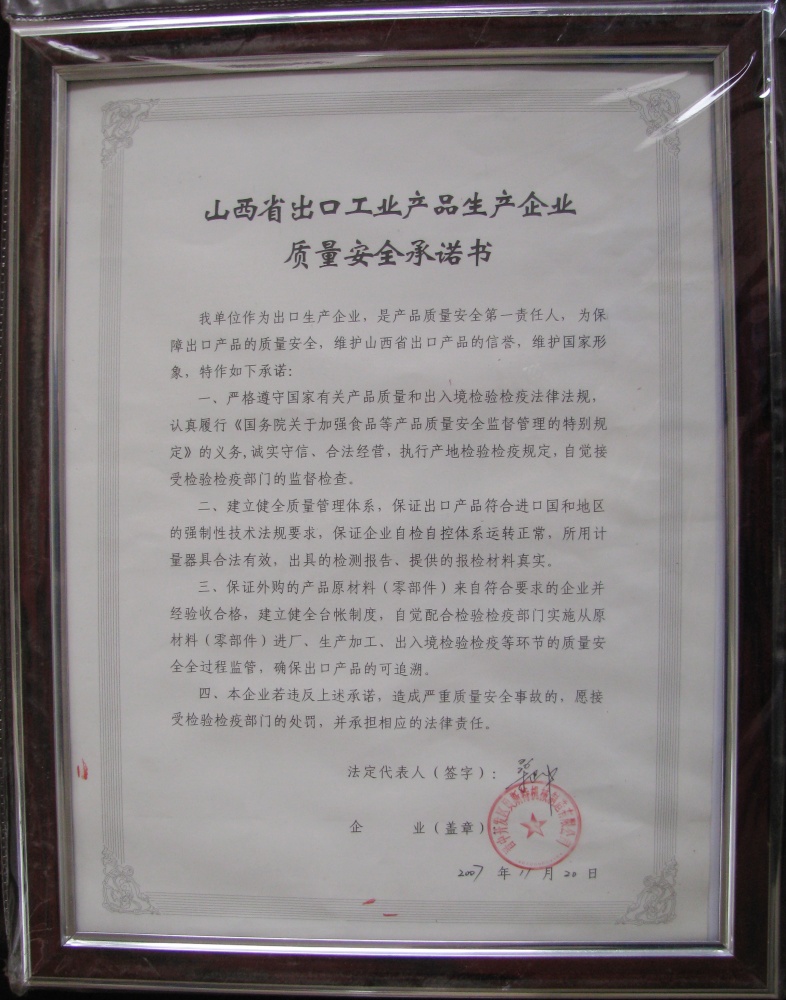 山西省出口工业产品生产企业
质量安全承诺书
我单位作为出口生产企业，是产品质量安全第一责任人，为保
障出口产品的质量安全，维护山西省出口产品的信誉，维护国家形
象，特作如下承诺：
一、严格遵守国家有关产品质量和出入境检验检疫法律法规，
认真履行《国务院关于加强食品等产品质量安全监督管理的特别规
定》的义务，诚实守信、合法经营，执行产地检验检疫规定，自觉接
受检验检疫部门的监督检查。
二、建立健全质量管理体系，保证出口产品符合进口国和地区
的强制性技术法规要求，保证企业自检自控体系运转正常，所用计
量器具合法有效，出具的检测报告、提供的报检材料真实。
三、保证外购的产品原材料（零部件）来自符合要求的企业并
经验收合格，建立健全台帐制度，自觉配合检验检疫部门实施从原
材料（零部件）进厂、生产加工、出入境检验检疫等环节的质量安
全全过程监管，确保出口产品的可追溯。
四、本企业若违反上述承诺，造成严重质量安全事故的，愿接
受检验检疫部门的处罚，并承担相应的法律责任。
法定代表人（签字）：
企 业（盖章）
2007 年 11 月 20 日